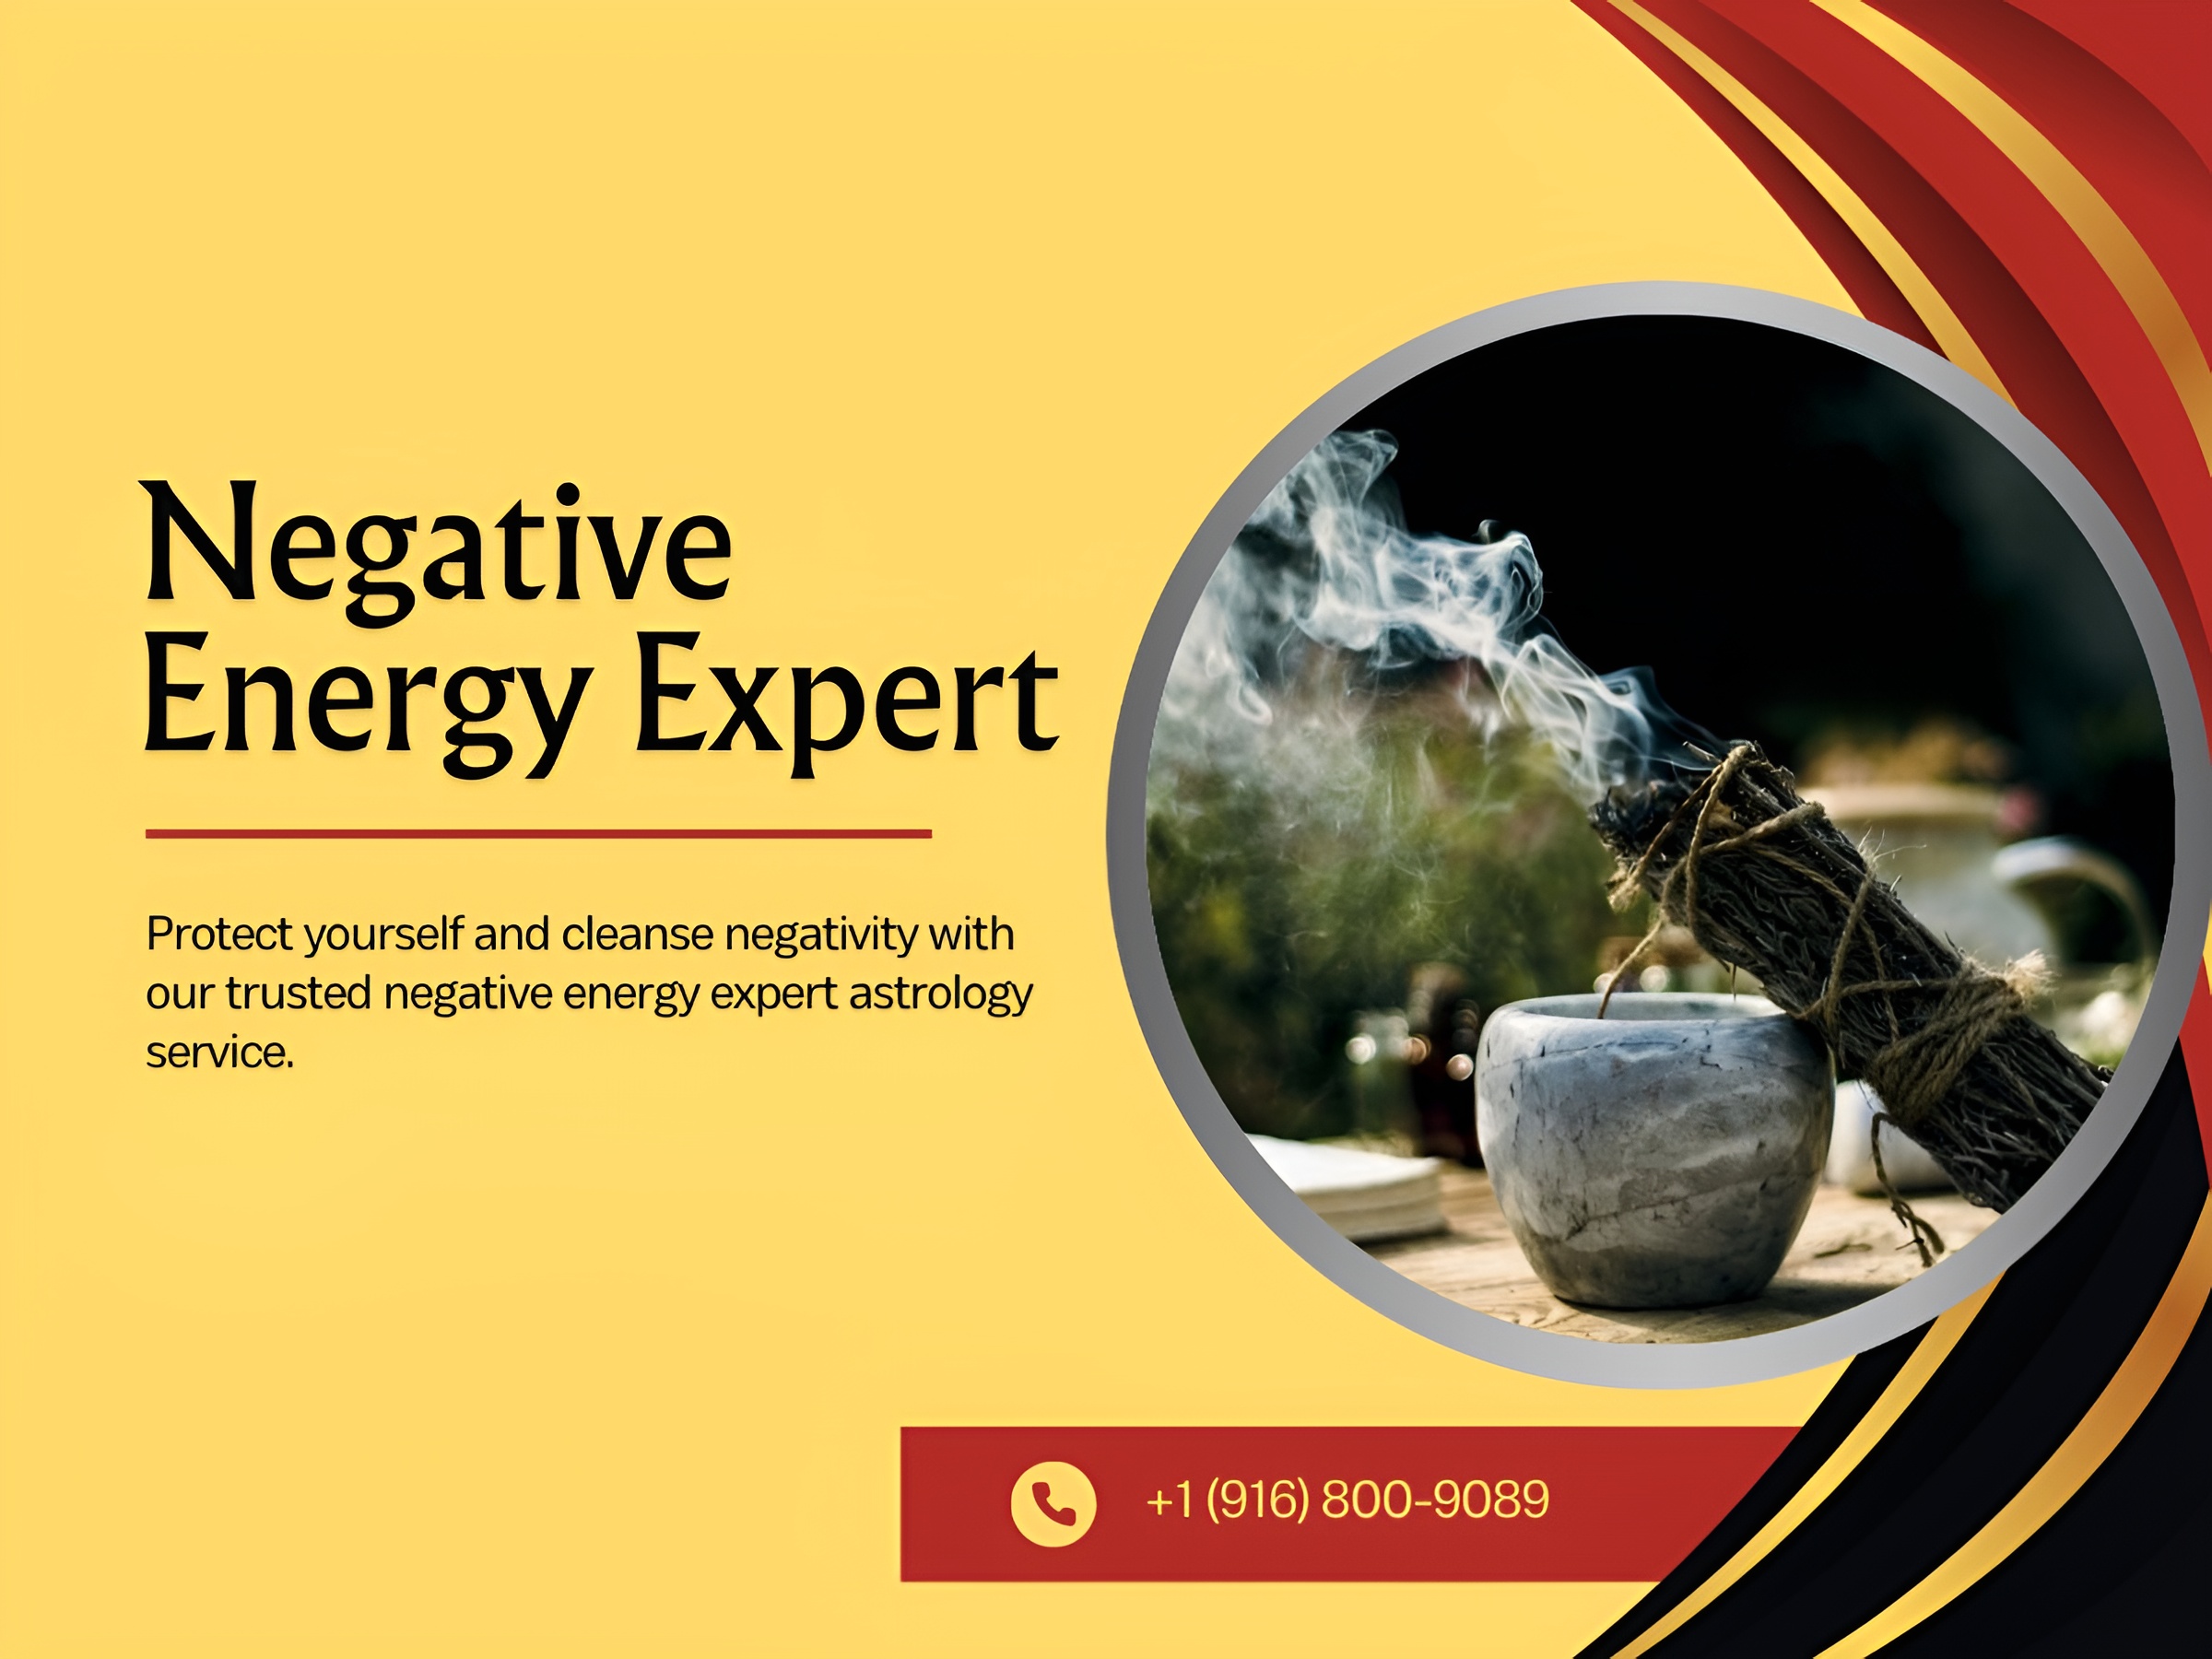 Negative
Energy Expert
Protect yourself and cleanse negativity with
our trusted negative energy expert astrology
service.
+1 (916) 800-9089